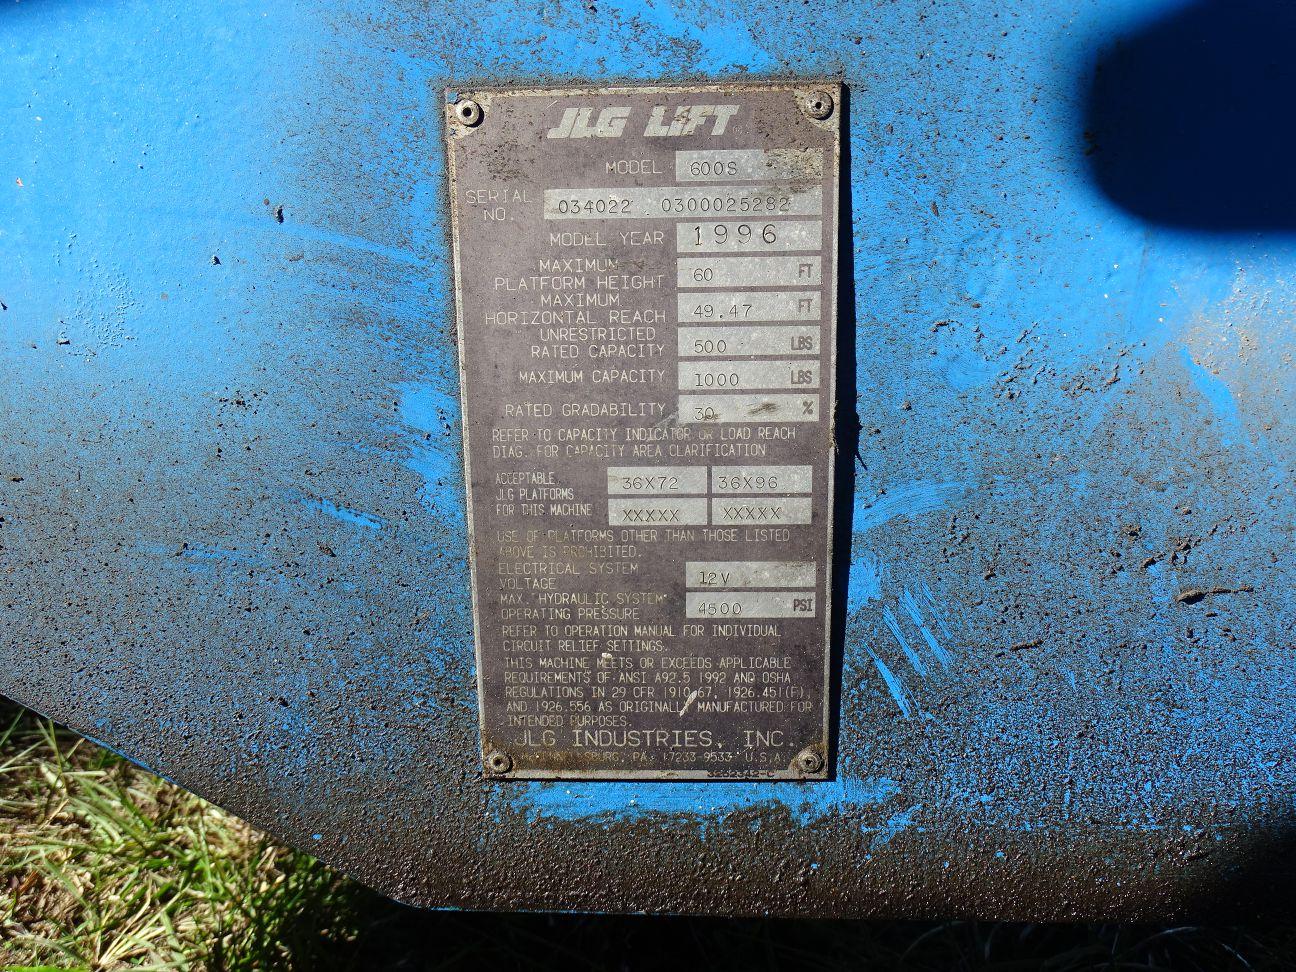 JLG LIFT
MODEL 600S
SERIAL NO. 034022 0300025282
MODEL YEAR 1996
MAXIMUM
PLATFORM HEIGHT 60 FT
MAXIMUM
HORIZONTAL REACH 49.47 FT
UNRESTRICTED
RATED CAPACITY 500 LBS
MAXIMUM CAPACITY 1000 LBS
RATED GRADABILITY 30 %
REFER TO CAPACITY INDICATOR OR LOAD REACH
DIAG. FOR CAPACITY AREA CLARIFICATION
ACCEPTABLE 36X72 36X96
JLG PLATFORMS
FOR THIS MACHINE XXXXX XXXXX
USE OF PLATFORMS OTHER THAN THOSE LISTED
ABOVE IS PROHIBITED.
ELECTRICAL SYSTEM
VOLTAGE 12V
MAX. HYDRAULIC SYSTEM
OPERATING PRESSURE 4500 PSI
REFER TO OPERATION MANUAL FOR INDIVIDUAL
CIRCUIT RELIEF SETTINGS.
THIS MACHINE MEETS OR EXCEEDS APPLICABLE
REQUIREMENTS OF ANSI A92.5 1992 AND OSHA
REGULATIONS IN 29 CFR 1910.67, 1926.451(F),
AND 1926.556 AS ORIGINALLY MANUFACTURED FOR
INTENDED PURPOSES.
JLG INDUSTRIES, INC.
PA. 17233-9533 U.S.A.